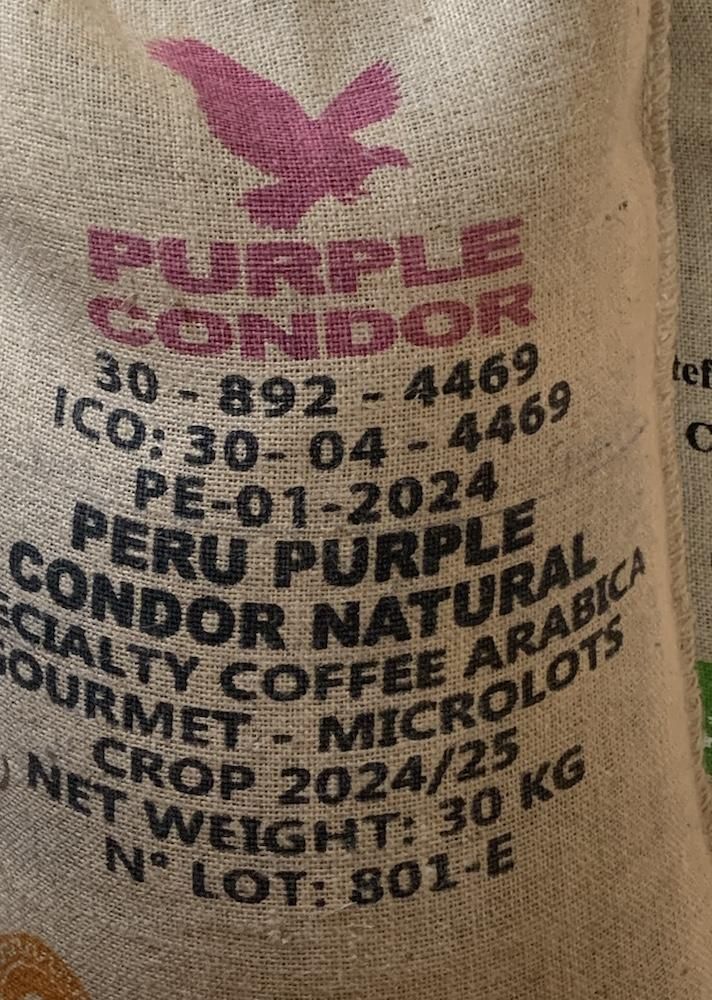 PURPLE
CONDOR
30 - 892 - 4469
ICO: 30- 04 - 4469
PE-01-2024
PERU PURPLE
CONDOR NATURAL
ECIALTY COFFEE ARABICA
GOURMET - MICROLOTS
CROP 2024/25
NET WEIGHT: 30 KG
N° LOT: 801-E
tef
C